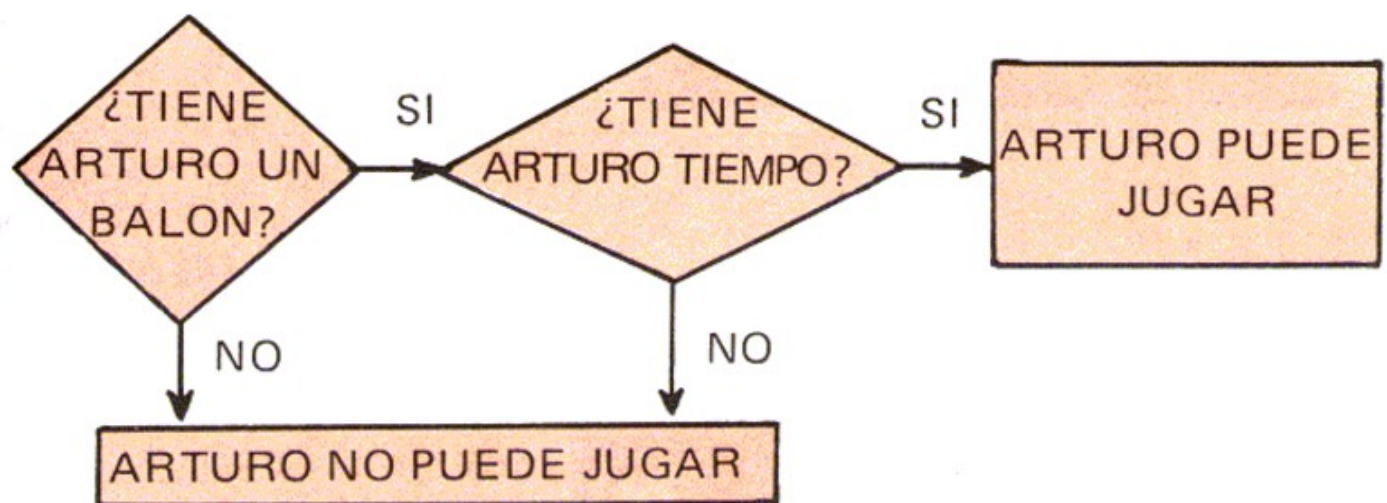 ¿TIENE
ARTURO UN
BALON?
SI
¿TIENE
ARTURO TIEMPO?
SI
ARTURO PUEDE
JUGAR
NO
NO
ARTURO NO PUEDE JUGAR